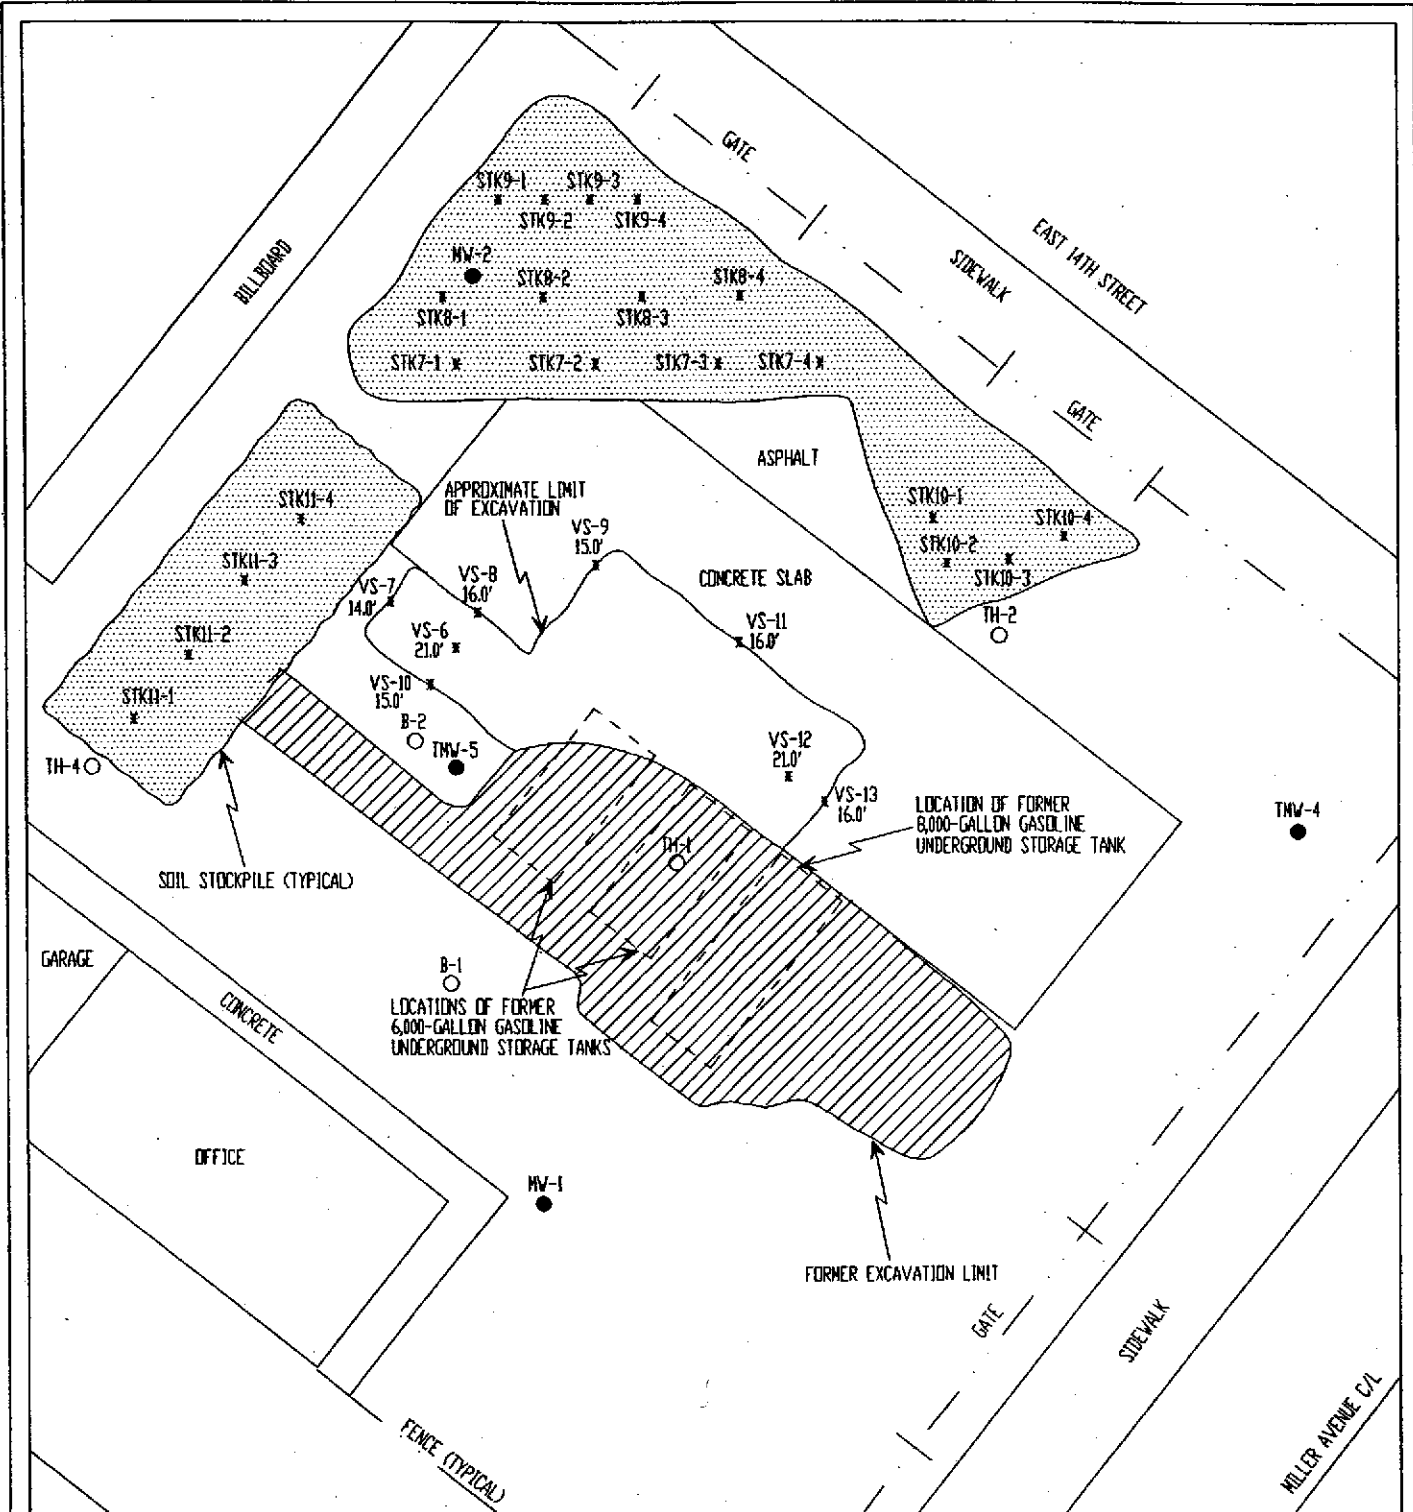 GATE
STK9-1
STK9-3
STK9-2
STK9-4
EAST 14TH STREET
SIDEWALK
BILLBOARD
MW-2
STK8-2
STK8-4
STK8-1
STK8-3
STK7-1
STK7-2
STK7-3
STK7-4
GATE
ASPHALT
APPROXIMATE LIMIT
OF EXCAVATION
STK11-4
STK10-1
STK10-4
STK10-2
STK10-3
VS-9
15.0'
STK11-3
VS-7
14.0'
VS-8
16.0'
CONCRETE SLAB
TH-2
STK11-2
VS-6
21.0'
VS-11
16.0'
VS-10
15.0'
STK11-1
B-2
TMW-5
VS-12
21.0'
TH-4
VS-13
16.0'
LOCATION OF FORMER
8,000-GALLON GASOLINE
UNDERGROUND STORAGE TANK
TMW-4
TH-1
SOIL STOCKPILE (TYPICAL)
GARAGE
B-1
CONCRETE
LOCATIONS OF FORMER
6,000-GALLON GASOLINE
UNDERGROUND STORAGE TANKS
OFFICE
MW-1
FORMER EXCAVATION LIMIT
GATE
SIDEWALK
FENCE (TYPICAL)
MILLER AVENUE C/L